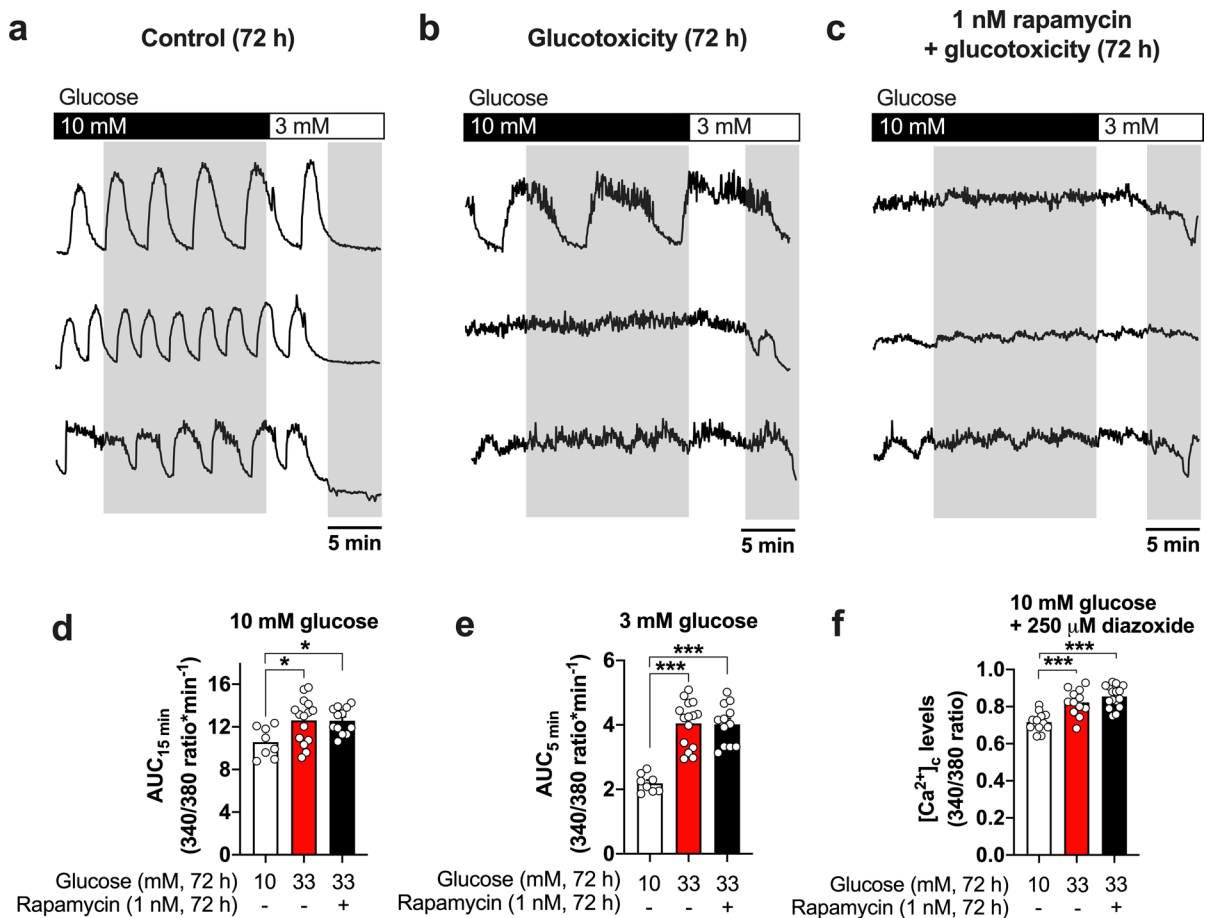 a
Control (72 h)
Glucose
10 mM
3 mM
5 min
b
Glucotoxicity (72 h)
Glucose
10 mM
3 mM
5 min
c
1 nM rapamycin
+ glucotoxicity (72 h)
Glucose
10 mM
3 mM
5 min
d
10 mM glucose
*
*
AUC15 min
(340/380 ratio*min-1)
16
12
8
4
0
Glucose (mM, 72 h) 10 33 33
Rapamycin (1 nM, 72 h) - - +
e
3 mM glucose
***
***
AUC5 min
(340/380 ratio*min-1)
6
4
2
0
Glucose (mM, 72 h) 10 33 33
Rapamycin (1 nM, 72 h) - - +
f
10 mM glucose
+ 250 μM diazoxide
***
***
[Ca2+]c levels
(340/380 ratio)
1.0
0.8
0.6
0.4
0.2
0.0
Glucose (mM, 72 h) 10 33 33
Rapamycin (1 nM, 72 h) - - +